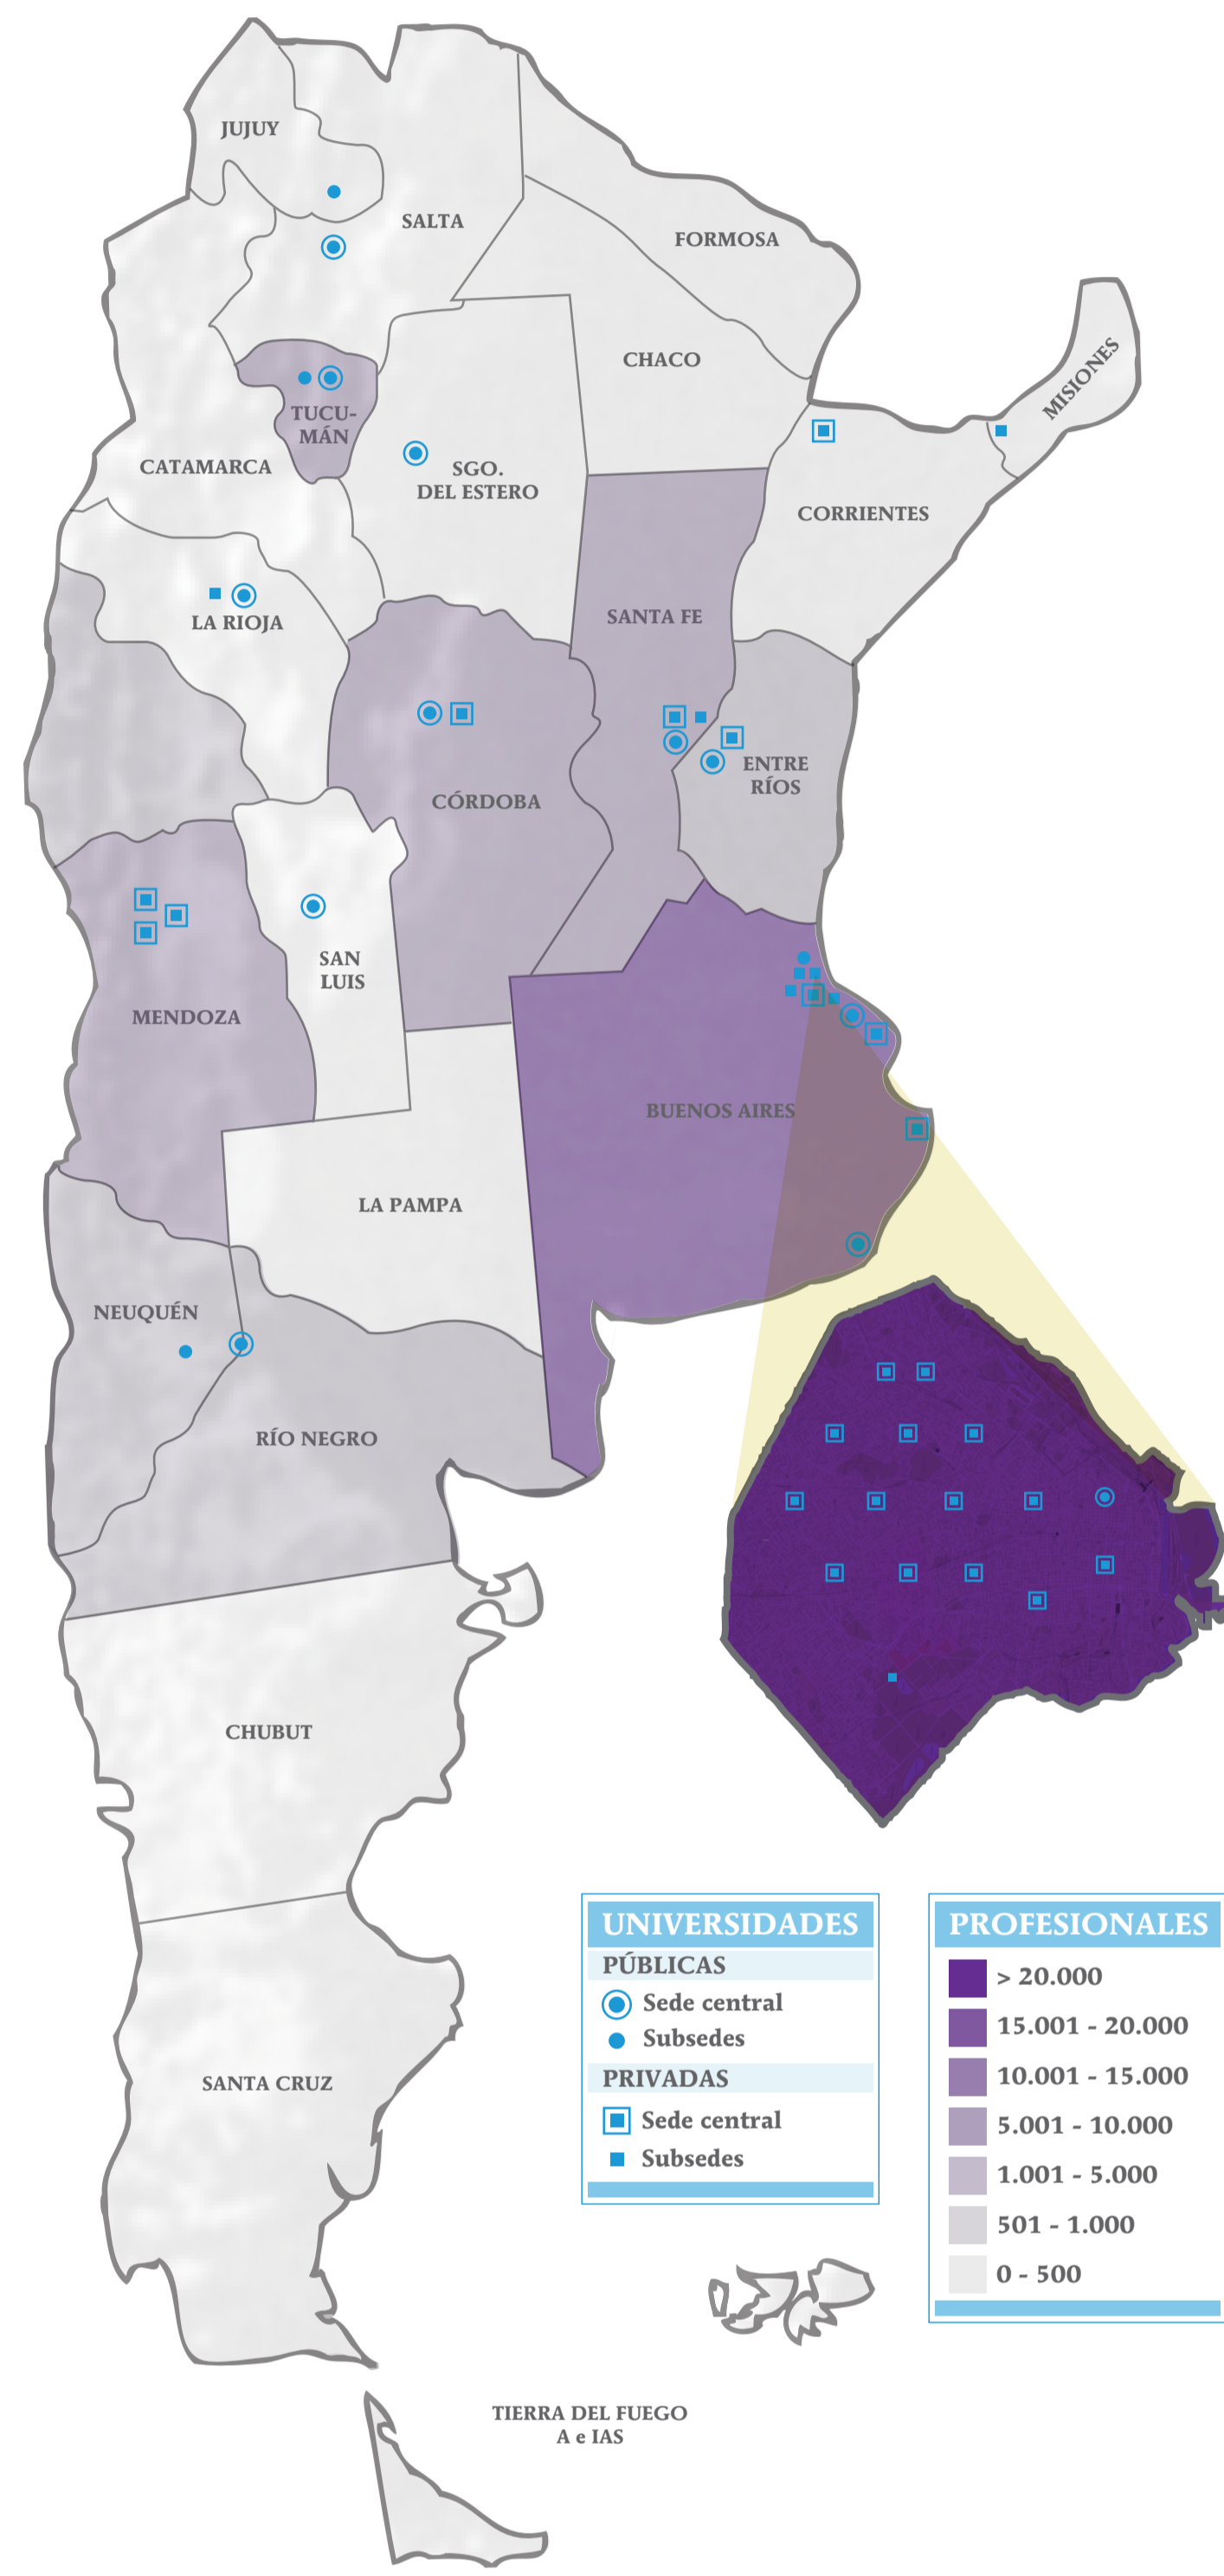 JUJUY
SALTA
FORMOSA
CHACO
MISIONES
TUCU-
MÁN
CATAMARCA
SGO.
DEL ESTERO
CORRIENTES
LA RIOJA
SANTA FE
ENTRE
RÍOS
CÓRDOBA
SAN
LUIS
MENDOZA
BUENOS AIRES
LA PAMPA
NEUQUÉN
RÍO NEGRO
CHUBUT
SANTA CRUZ
TIERRA DEL FUEGO
A e IAS
UNIVERSIDADES
PÚBLICAS
Sede central
Subsedes
PRIVADAS
Sede central
Subsedes
PROFESIONALES
> 20.000
15.001 - 20.000
10.001 - 15.000
5.001 - 10.000
1.001 - 5.000
501 - 1.000
0 - 500